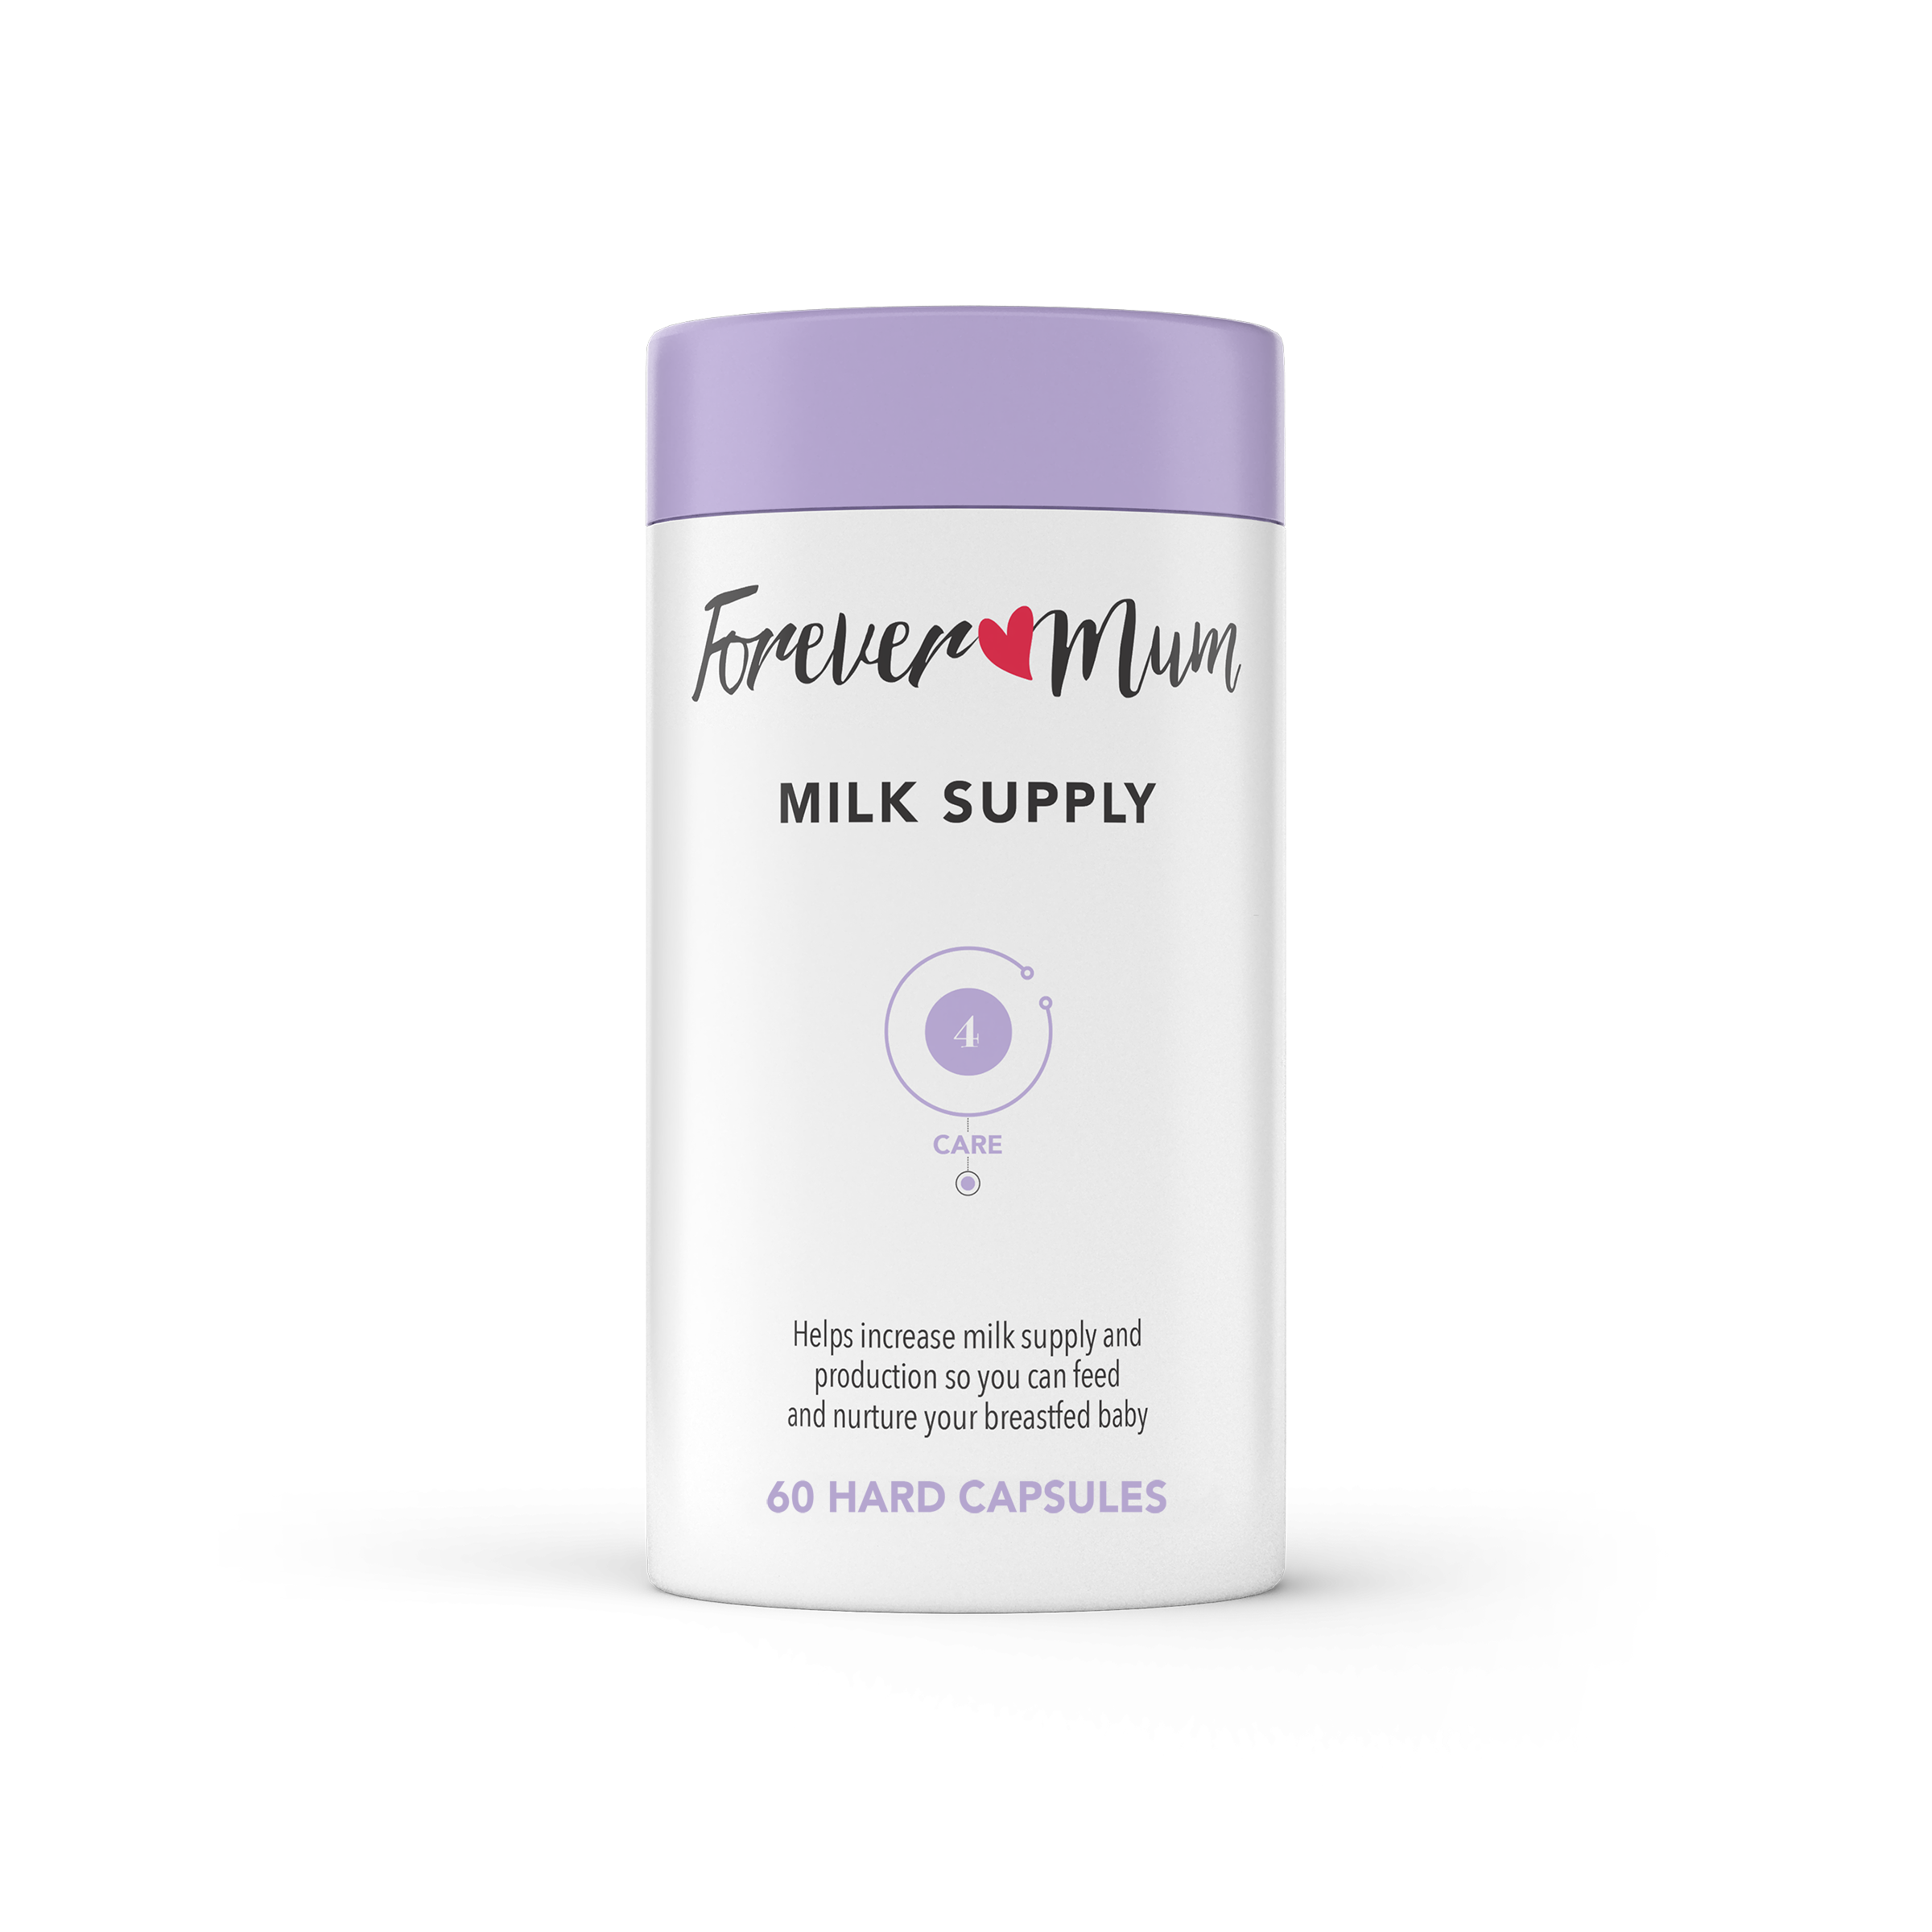 Forever Mum
MILK SUPPLY
4
CARE
Helps increase milk supply and
production so you can feed
and nurture your breastfed baby
60 HARD CAPSULES